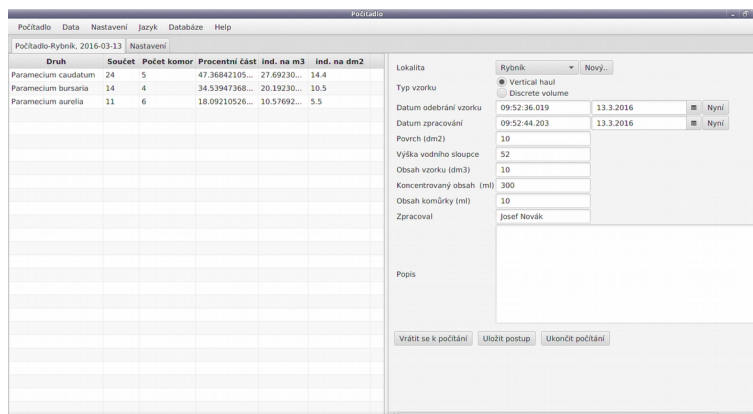 Počítadlo
Počítadlo Data Nastavení Jazyk Databáze Help
Počítadlo-Rybník, 2016-03-13 Nastavení
Druh Součet Počet komor Procentní část ind. na m3 ind. na dm2
Paramecium caudatum 24 5 47.36842105... 27.69230... 14.4
Paramecium bursaria 14 4 34.53947368... 20.19230... 10.5
Paramecium aurelia 11 6 18.09210526... 10.57692... 5.5
Lokalita Rybník Nový..
Typ vzorku Vertical haul
Discrete volume
Datum odebrání vzorku 09:52:36.019 13.3.2016 Nyní
Datum zpracování 09:52:44.203 13.3.2016 Nyní
Povrch (dm2) 10
Výška vodního sloupce 52
Obsah vzorku (dm3) 10
Koncentrovaný obsah (ml) 300
Obsah komůrky (ml) 10
Zpracoval Josef Novák
Popis
Vrátit se k počítání Uložit postup Ukončit počítání